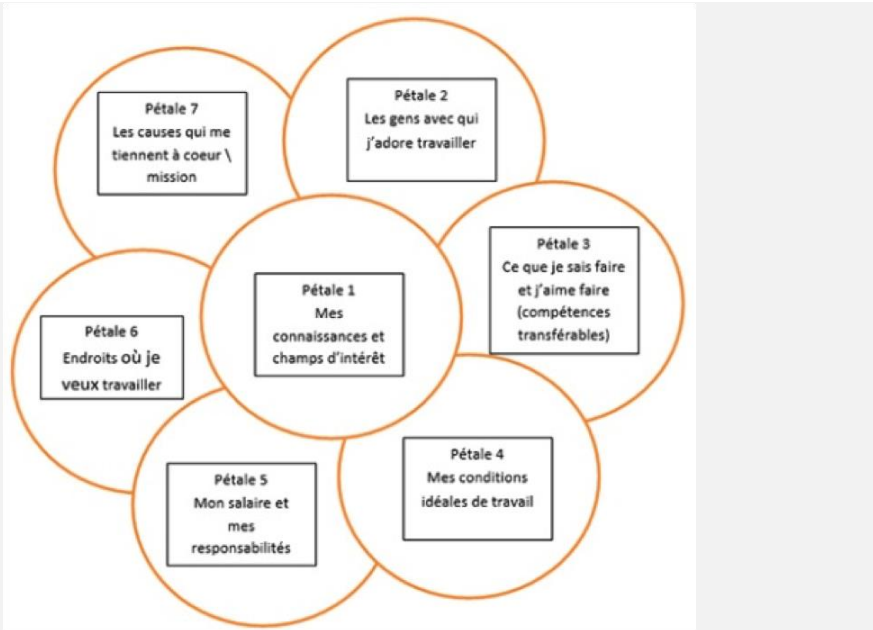 Pétale 7
Les causes qui me
tiennent à coeur \
mission
Pétale 2
Les gens avec qui
j'adore travailler
Pétale 3
Ce que je sais faire
et j'aime faire
(compétences
transférables)
Pétale 1
Mes
connaissances et
champs d'intérêt
Pétale 6
Endroits où je
veux travailler
Pétale 4
Mes conditions
idéales de travail
Pétale 5
Mon salaire et
mes
responsabilités